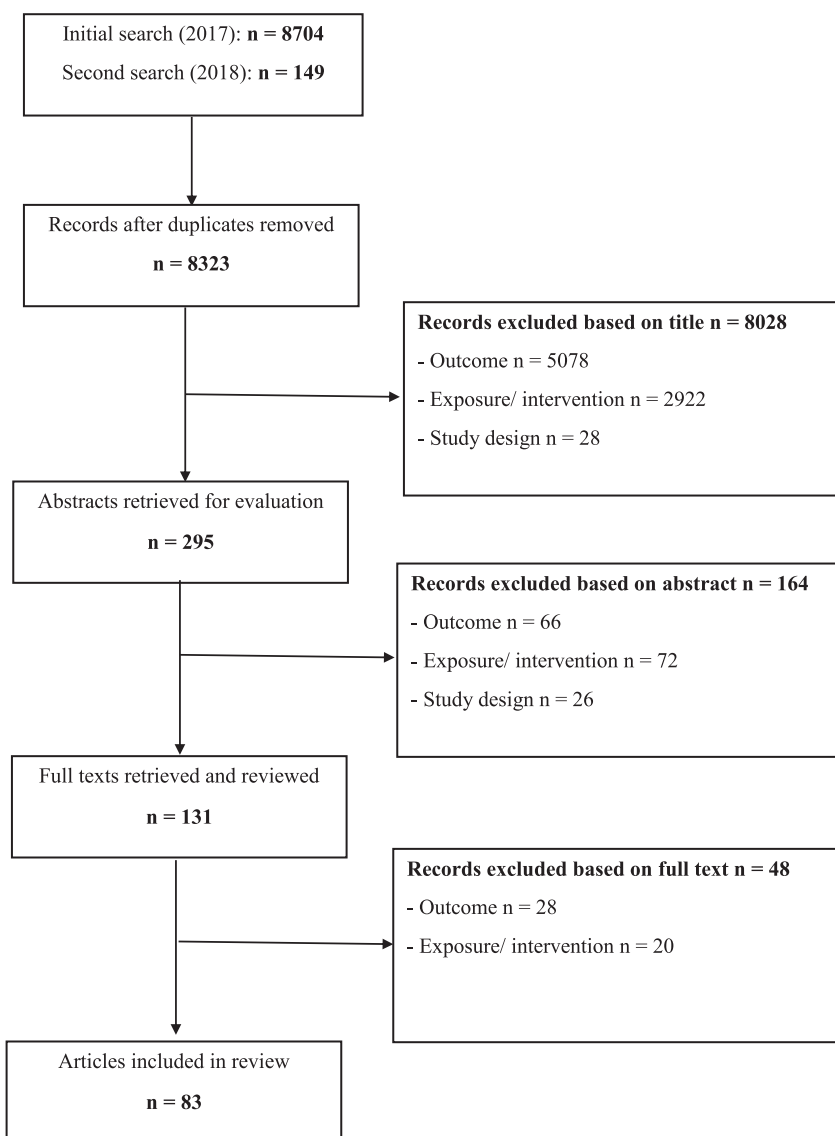 Initial search (2017): n = 8704
Second search (2018): n = 149
Records after duplicates removed
n = 8323
Records excluded based on title n = 8028
- Outcome n = 5078
- Exposure/ intervention n = 2922
- Study design n = 28
Abstracts retrieved for evaluation
n = 295
Records excluded based on abstract n = 164
- Outcome n = 66
- Exposure/ intervention n = 72
- Study design n = 26
Full texts retrieved and reviewed
n = 131
Records excluded based on full text n = 48
- Outcome n = 28
- Exposure/ intervention n = 20
Articles included in review
n = 83